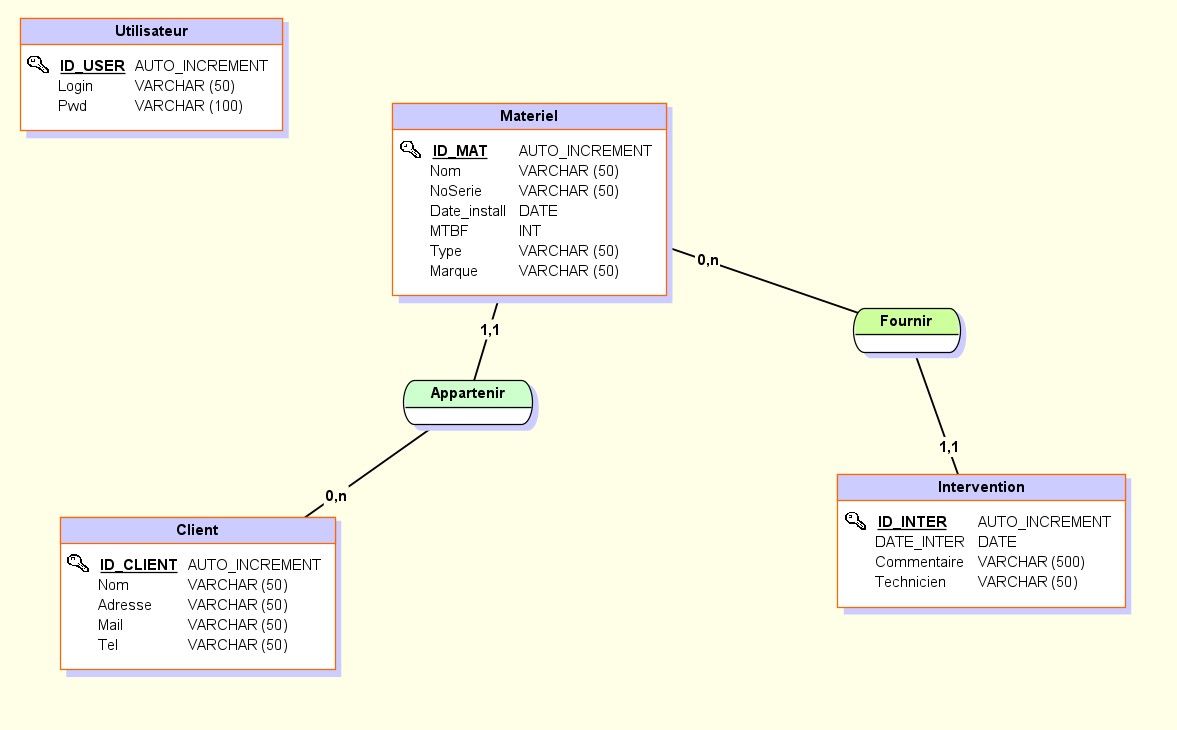 Utilisateur
ID_USER AUTO_INCREMENT
Login VARCHAR (50)
Pwd VARCHAR (100)
Materiel
ID_MAT AUTO_INCREMENT
Nom VARCHAR (50)
NoSerie VARCHAR (50)
Date_install DATE
MTBF INT
Type VARCHAR (50)
Marque VARCHAR (50)
0,n
Fournir
1,1
Appartenir
1,1
0,n
Intervention
ID_INTER AUTO_INCREMENT
DATE_INTER DATE
Commentaire VARCHAR (500)
Technicien VARCHAR (50)
Client
ID_CLIENT AUTO_INCREMENT
Nom VARCHAR (50)
Adresse VARCHAR (50)
Mail VARCHAR (50)
Tel VARCHAR (50)